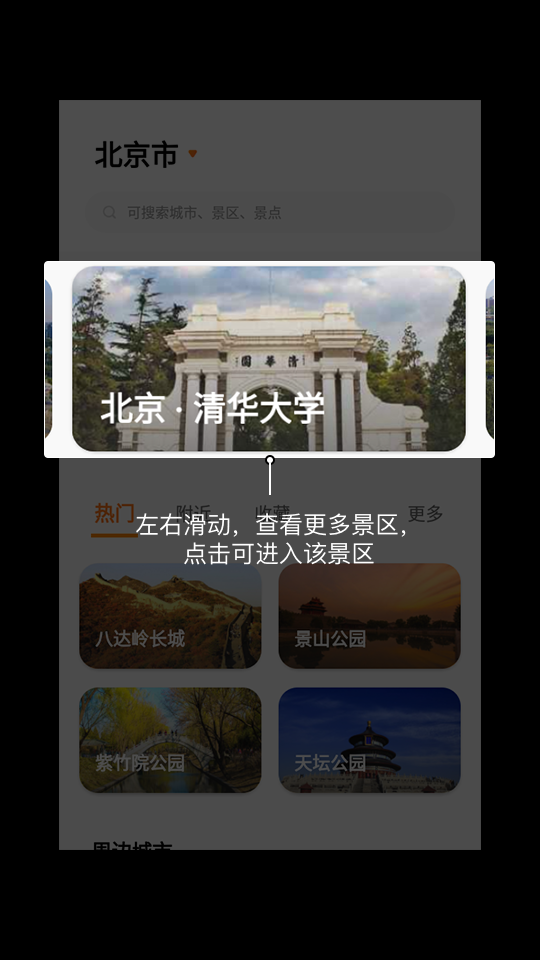 北京市
可搜索城市、景区、景点
清華園
北京·清华大学
热门
附近
收藏
更多
左右滑动，查看更多景区，
点击可进入该景区
八达岭长城
景山公园
紫竹院公园
天坛公园
周边城市